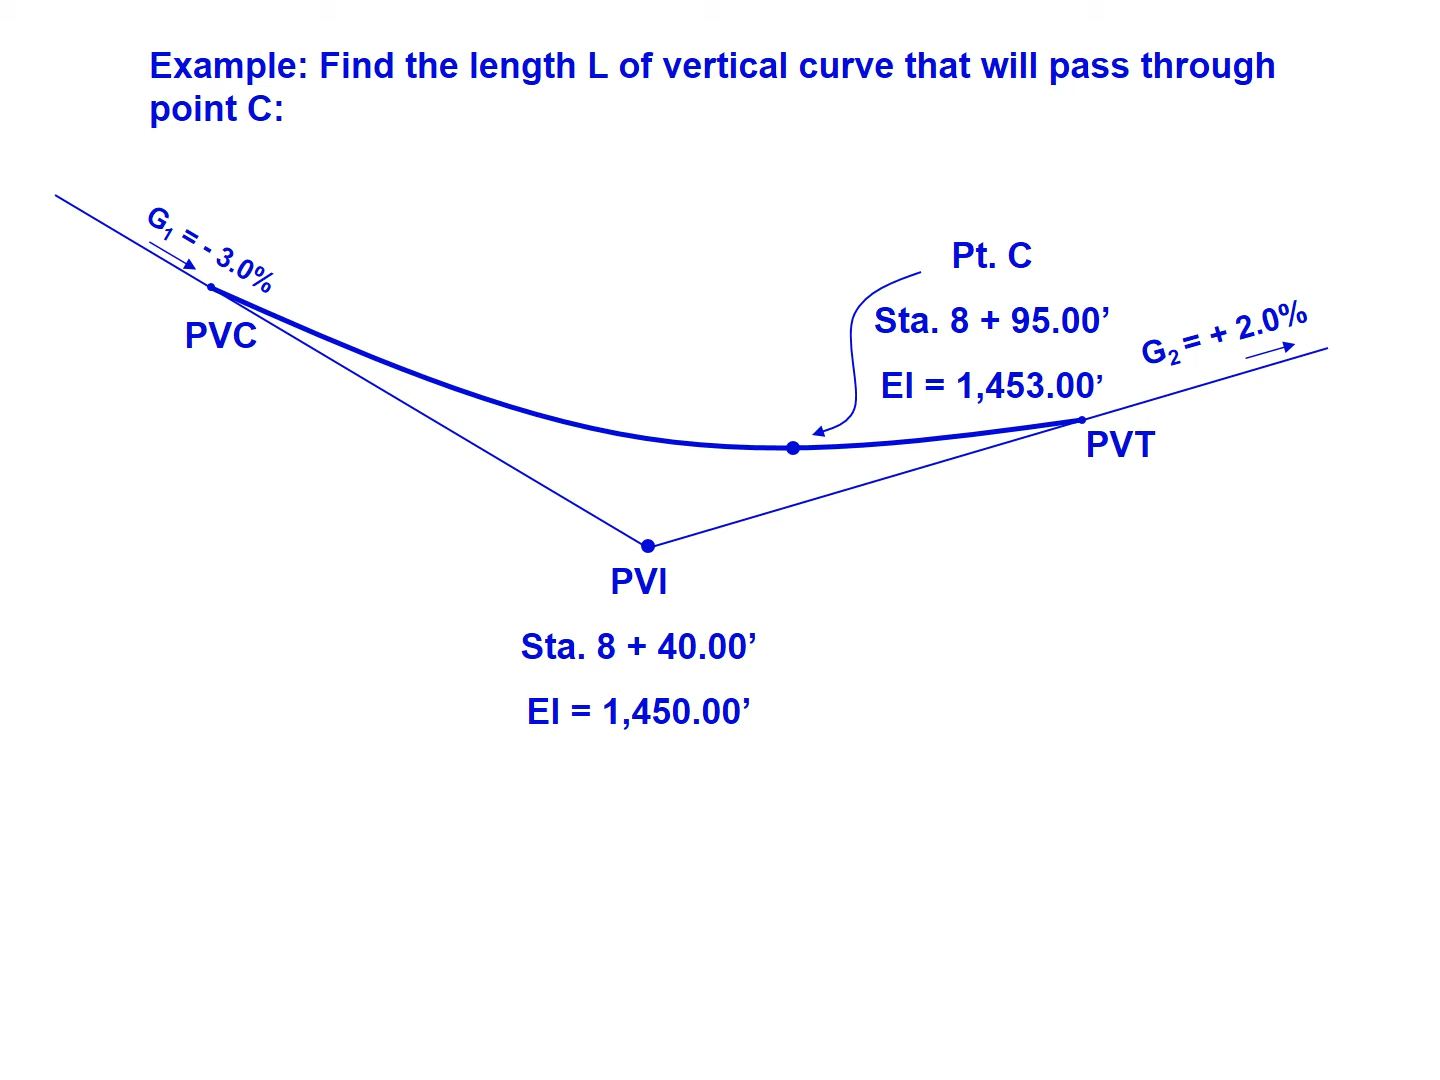 Example: Find the length L of vertical curve that will pass through
point C:
G1 = - 3.0%
PVC
Pt. C
Sta. 8 + 95.00’
El = 1,453.00’
G2 = + 2.0%
PVT
PVI
Sta. 8 + 40.00’
El = 1,450.00’